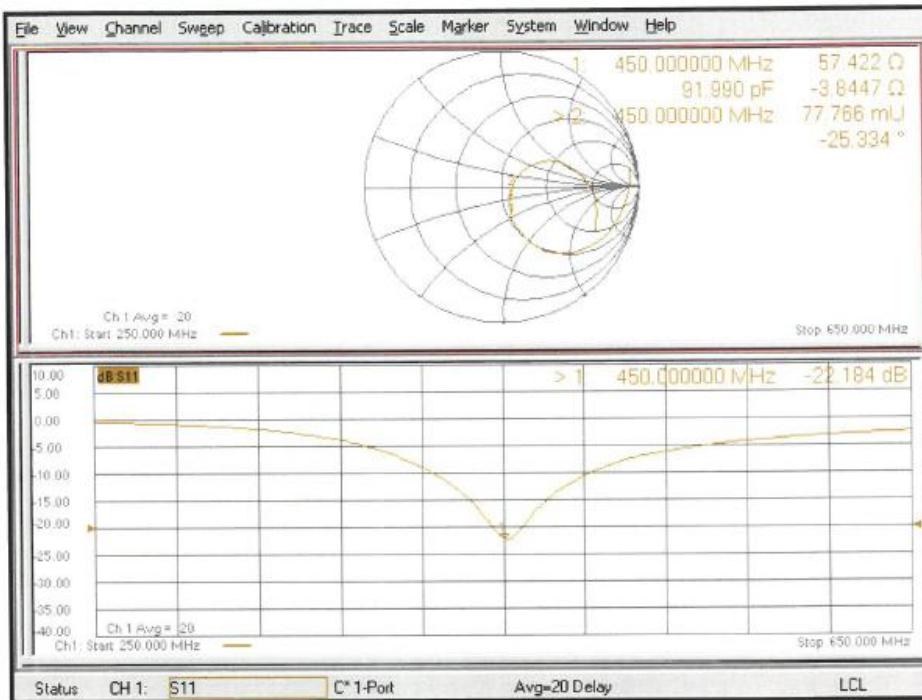 File View Channel Sweep Calibration Trace Scale Marker System Window Help
1: 450.000000 MHz 57.422 Ω
91.990 pF -3.8447 Ω
> 2: 450.000000 MHz 77.766 mU
-25.334 °
Ch 1 Avg = 20
Ch1: Start 250.000 MHz
Stop 650.000 MHz
10.00
dB S11
> 1 450.000000 MHz -22.184 dB
5.00
0.00
-5.00
-10.00
-15.00
-20.00
1
-25.00
-30.00
-35.00
-40.00
Ch 1 Avg = 20
Ch1: Start 250.000 MHz
Stop 650.000 MHz
Status CH 1: S11 C* 1-Port Avg=20 Delay LCL